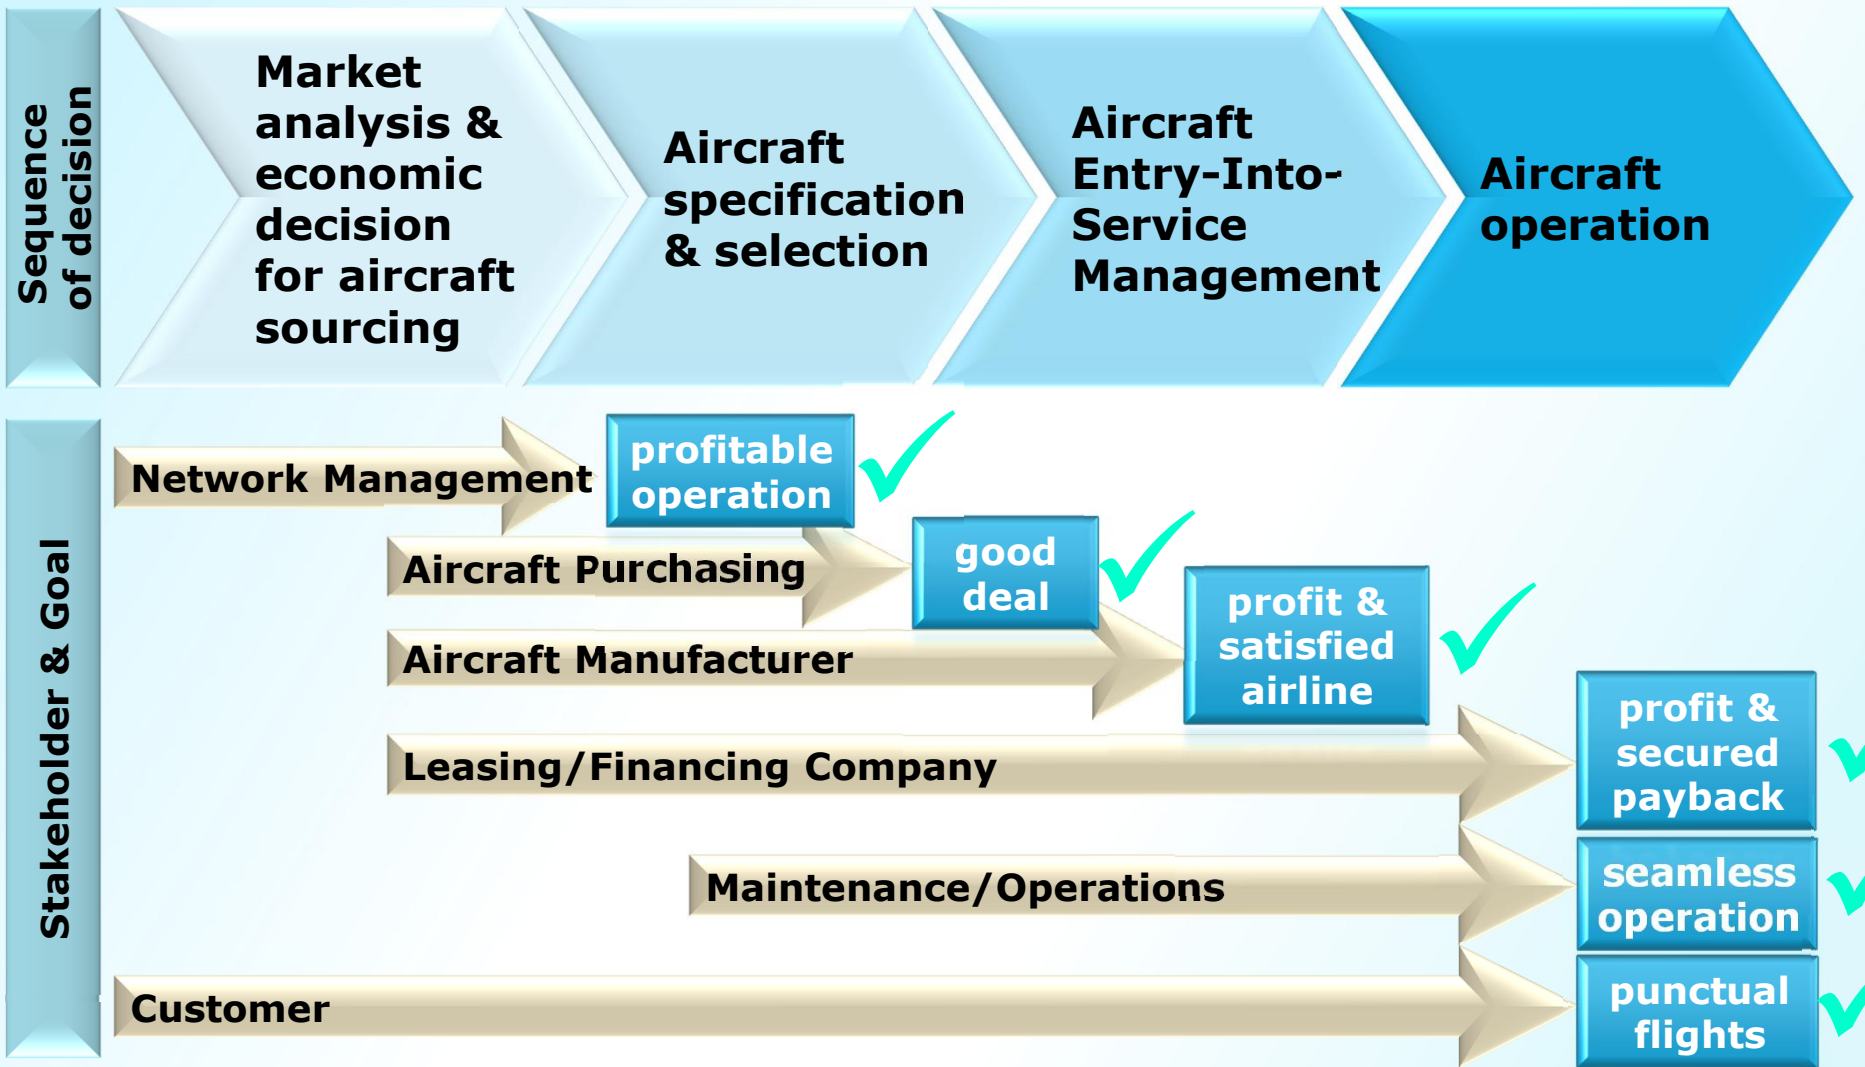 Sequence
of decision
Market
analysis &
economic
decision
for aircraft
sourcing
Aircraft
specification
& selection
Aircraft
Entry-Into-
Service
Management
Aircraft
operation
Stakeholder & Goal
Network Management
profitable
operation
Aircraft Purchasing
good
deal
Aircraft Manufacturer
profit &
satisfied
airline
Leasing/Financing Company
profit &
secured
payback
Maintenance/Operations
seamless
operation
Customer
punctual
flights